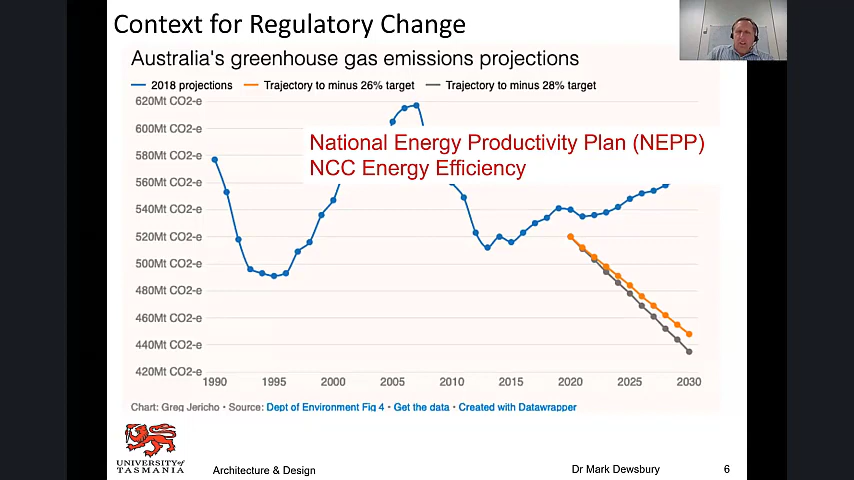 Context for Regulatory Change
Australia's greenhouse gas emissions projections
2018 projections Trajectory to minus 26% target Trajectory to minus 28% target
620Mt CO2-e
600Mt CO2-e
National Energy Productivity Plan (NEPP)
NCC Energy Efficiency
580Mt CO2-e
560Mt CO2-e
540Mt CO2-e
520Mt CO2-e
500Mt CO2-e
480Mt CO2-e
460Mt CO2-e
440Mt CO2-e
420Mt CO2-e
1990 1995 2000 2005 2010 2015 2020 2025 2030
Chart: Greg Jericho • Source: Dept of Environment Fig 4 • Get the data • Created with Datawrapper
UNIVERSITY of
TASMANIA
Architecture & Design Dr Mark Dewsbury 6